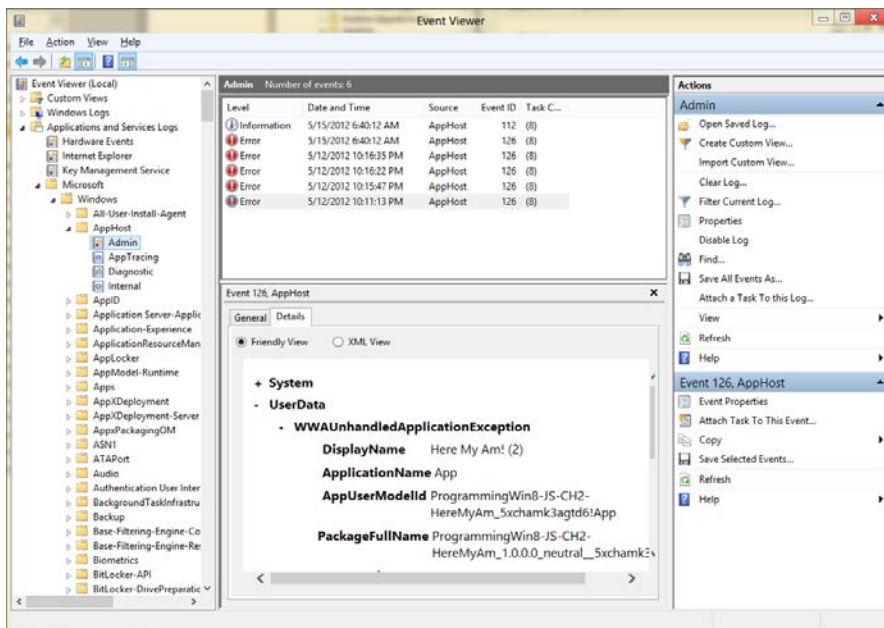 Event Viewer
File Action View Help
Event Viewer (Local)
Custom Views
Windows Logs
Applications and Services Logs
Hardware Events
Internet Explorer
Key Management Service
Microsoft
Windows
All-User-Install-Agent
AppHost
Admin
AppTracing
Diagnostic
Internal
AppID
Application Server-Applic
Application-Experience
ApplicationResourceMan
AppLocker
AppModel-Runtime
Apps
AppXDeployment
AppXDeployment-Server
AppxPackagingOM
ASN1
ATAPort
Audio
Authentication User Inter
BackgroundTaskInfrastru
Backup
Base-Filtering-Engine-Co
Base-Filtering-Engine-Re
Biometrics
BitLocker-API
BitLocker-DrivePreparatic
Admin Number of events: 6
Level Date and Time Source Event ID Task C...
Information 5/15/2012 6:40:12 AM AppHost 112 (8)
Error 5/15/2012 6:40:12 AM AppHost 126 (8)
Error 5/12/2012 10:16:35 PM AppHost 126 (8)
Error 5/12/2012 10:16:22 PM AppHost 126 (8)
Error 5/12/2012 10:15:47 PM AppHost 126 (8)
Error 5/12/2012 10:11:13 PM AppHost 126 (8)
Event 126, AppHost
General Details
Friendly View XML View
+ System
- UserData
- WWAUnhandledApplicationException
DisplayName Here My Am! (2)
ApplicationName App
AppUserModelId ProgrammingWin8-JS-CH2-
HereMyAm_5xchamk3agtd6!App
PackageFullName ProgrammingWin8-JS-CH2-
HereMyAm_1.0.0.0_neutral__5xchamk3
Actions
Admin
Open Saved Log...
Create Custom View...
Import Custom View...
Clear Log...
Filter Current Log...
Properties
Disable Log
Find...
Save All Events As...
Attach a Task To this Log...
View
Refresh
Help
Event 126, AppHost
Event Properties
Attach Task To This Event...
Copy
Save Selected Events...
Refresh
Help